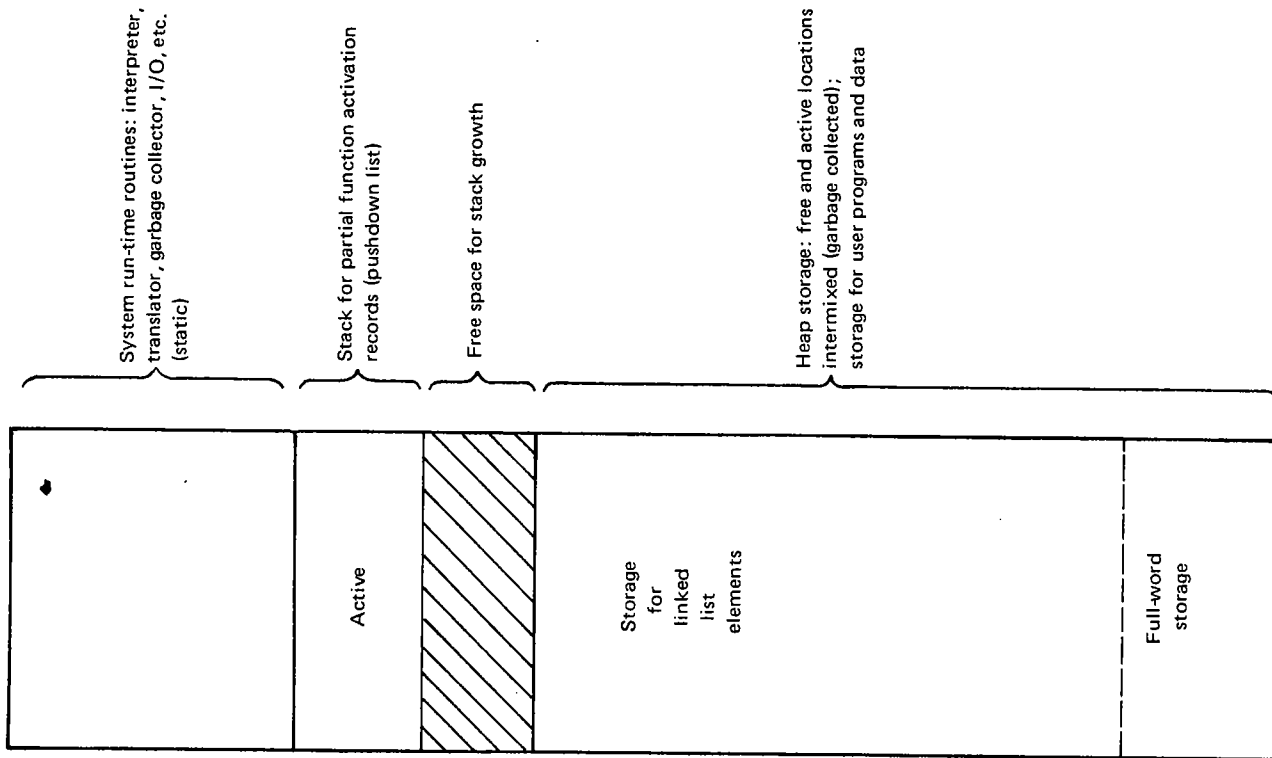 System run-time routines: interpreter,
translator, garbage collector, I/O, etc.
(static)
Stack for partial function activation
records (pushdown list)
Free space for stack growth
Heap storage: free and active locations
intermixed (garbage collected);
storage for user programs and data
Active
Storage
for
linked
list
elements
Full-word
storage